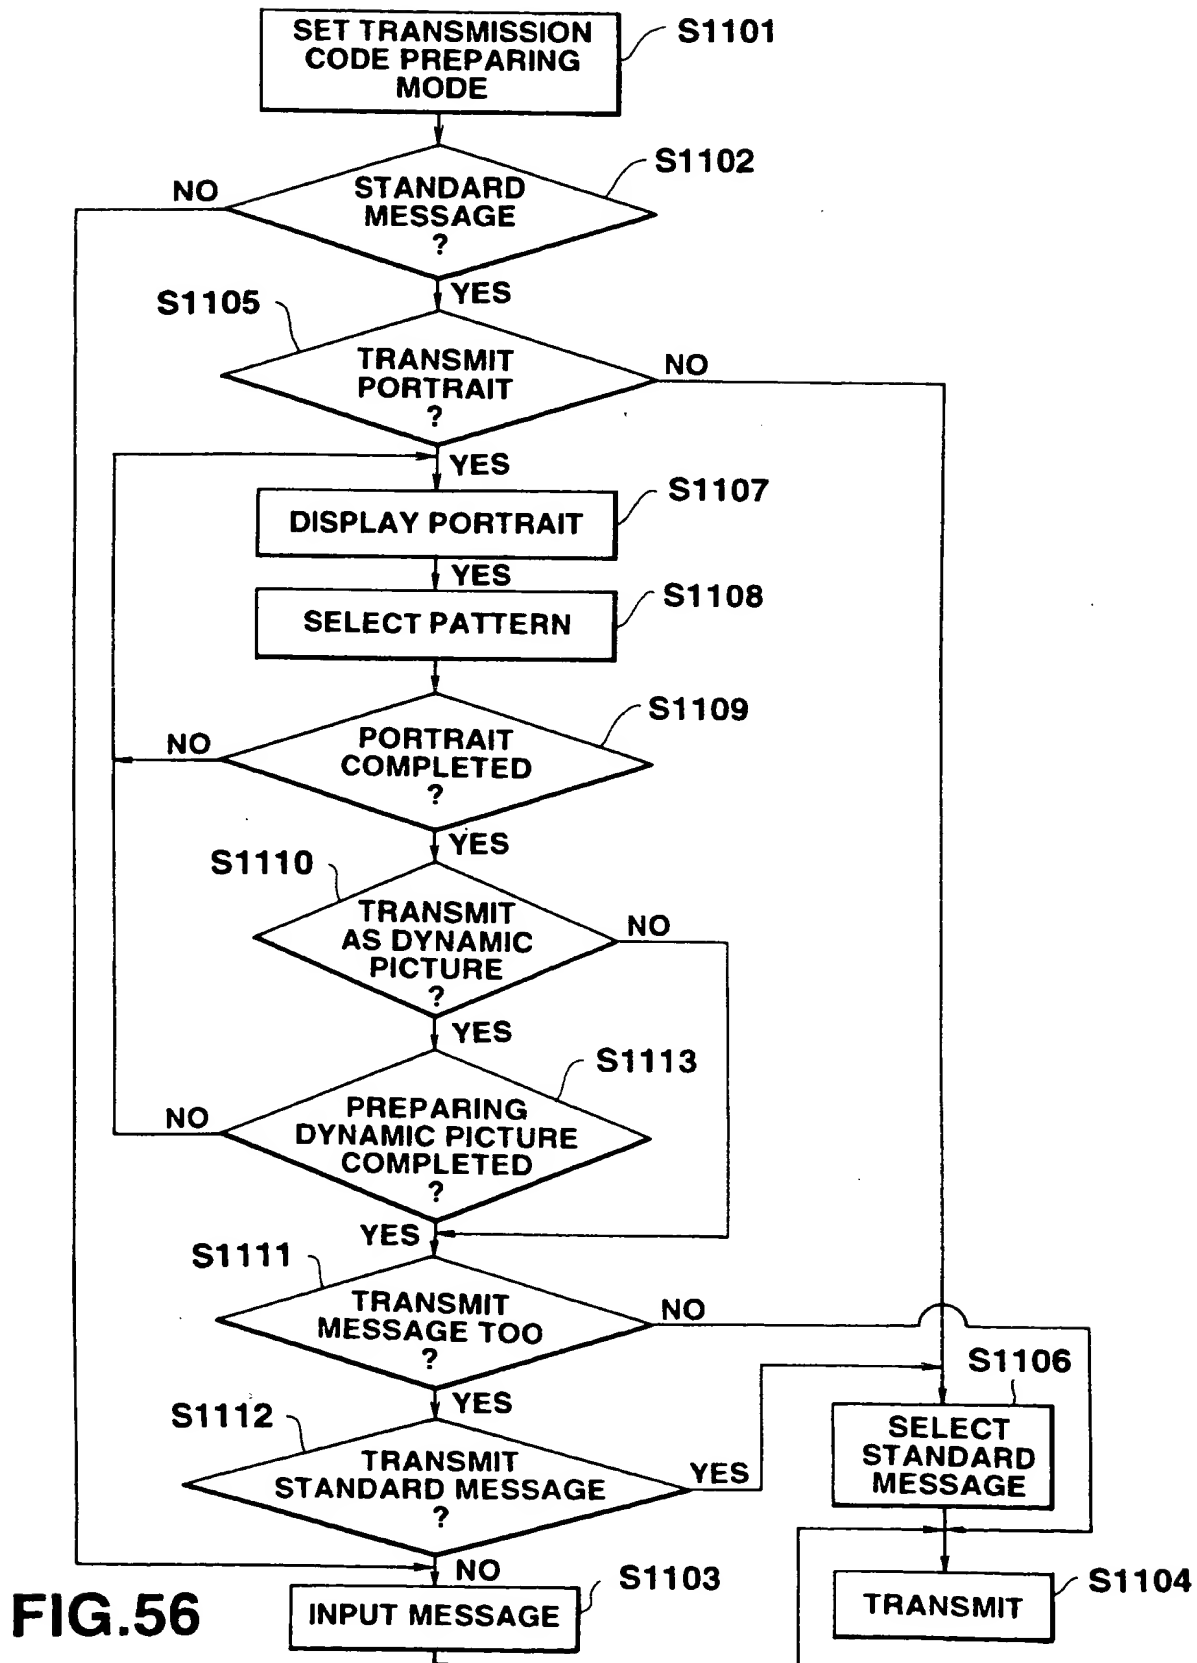 SET TRANSMISSION
CODE PREPARING
MODE
S1101
S1102
NO
STANDARD
MESSAGE
?
YES
S1105
TRANSMIT
PORTRAIT
?
NO
YES
S1107
DISPLAY PORTRAIT
YES
S1108
SELECT PATTERN
S1109
NO
PORTRAIT
COMPLETED
?
YES
S1110
TRANSMIT
AS DYNAMIC
PICTURE
?
NO
YES
S1113
NO
PREPARING
DYNAMIC PICTURE
COMPLETED
?
YES
S1111
TRANSMIT
MESSAGE TOO
?
NO
S1106
YES
S1112
SELECT
STANDARD
MESSAGE
TRANSMIT
STANDARD MESSAGE
?
YES
NO
S1103
S1104
INPUT MESSAGE
TRANSMIT
FIG.56